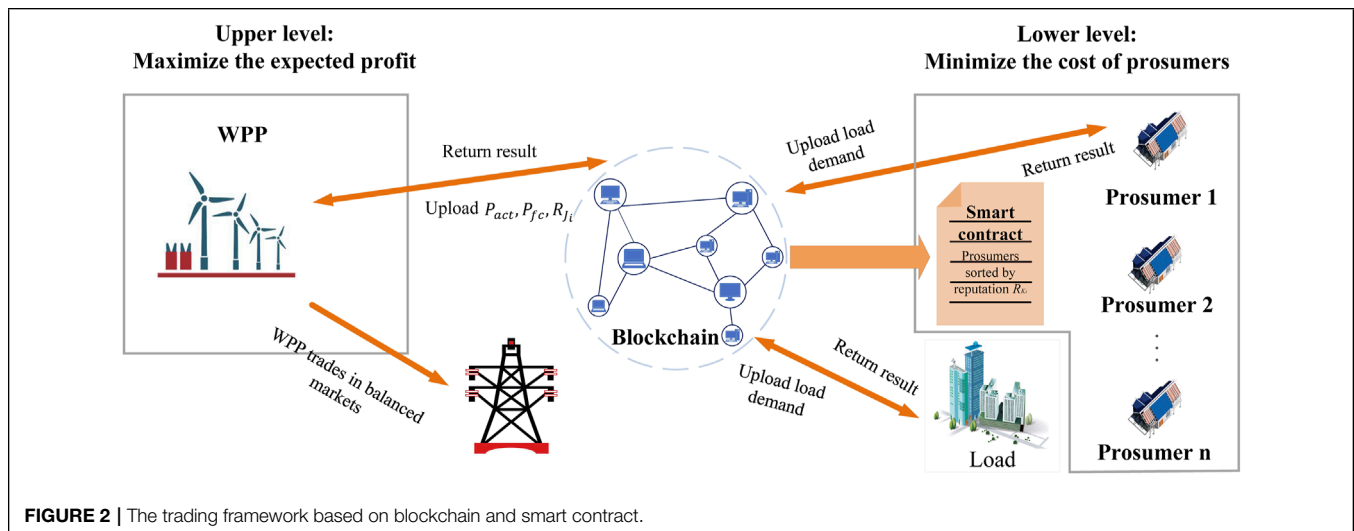 Upper level:
Maximize the expected profit
Lower level:
Minimize the cost of prosumers
WPP
Return result
Upload P_act, P_fc, R_Ji
WPP trades in balanced
markets
Blockchain
Upload load
demand
Return result
Smart
contract
Prosumers
sorted by
reputation
Prosumer 1
Prosumer 2
⋮
Prosumer n
Return result
Upload load
demand
Load
FIGURE 2 | The trading framework based on blockchain and smart contract.